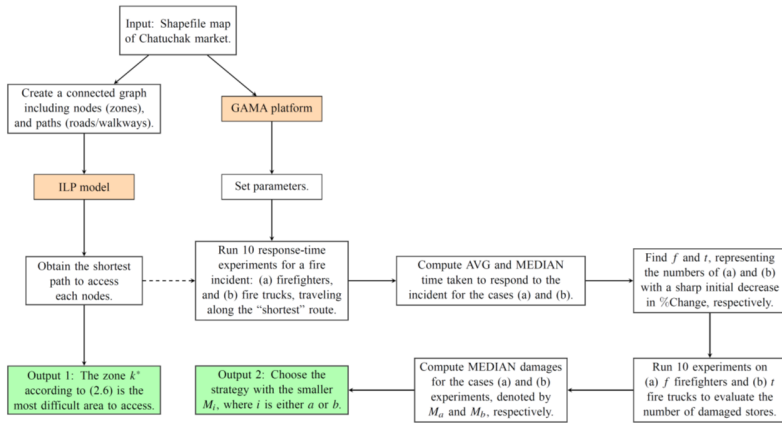 Input: Shapefile map
of Chatuchak market.
Create a connected graph
including nodes (zones),
and paths (roads/walkways).
GAMA platform
ILP model
Set parameters.
Obtain the shortest
path to access
each nodes.
Run 10 response-time
experiments for a fire
incident: (a) firefighters,
and (b) fire trucks, traveling
along the “shortest” route.
Compute AVG and MEDIAN
time taken to respond to the
incident for the cases (a) and (b).
Find f and t, representing
the numbers of (a) and (b)
with a sharp initial decrease
in %Change, respectively.
Output 1: The zone k*
according to (2.6) is the
most difficult area to access.
Output 2: Choose the
strategy with the smaller
Mᵢ, where i is either a or b.
Compute MEDIAN damages
for the cases (a) and (b)
experiments, denoted by
Mₐ and M_b, respectively.
Run 10 experiments on
(a) f firefighters and (b) t
fire trucks to evaluate the
number of damaged stores.